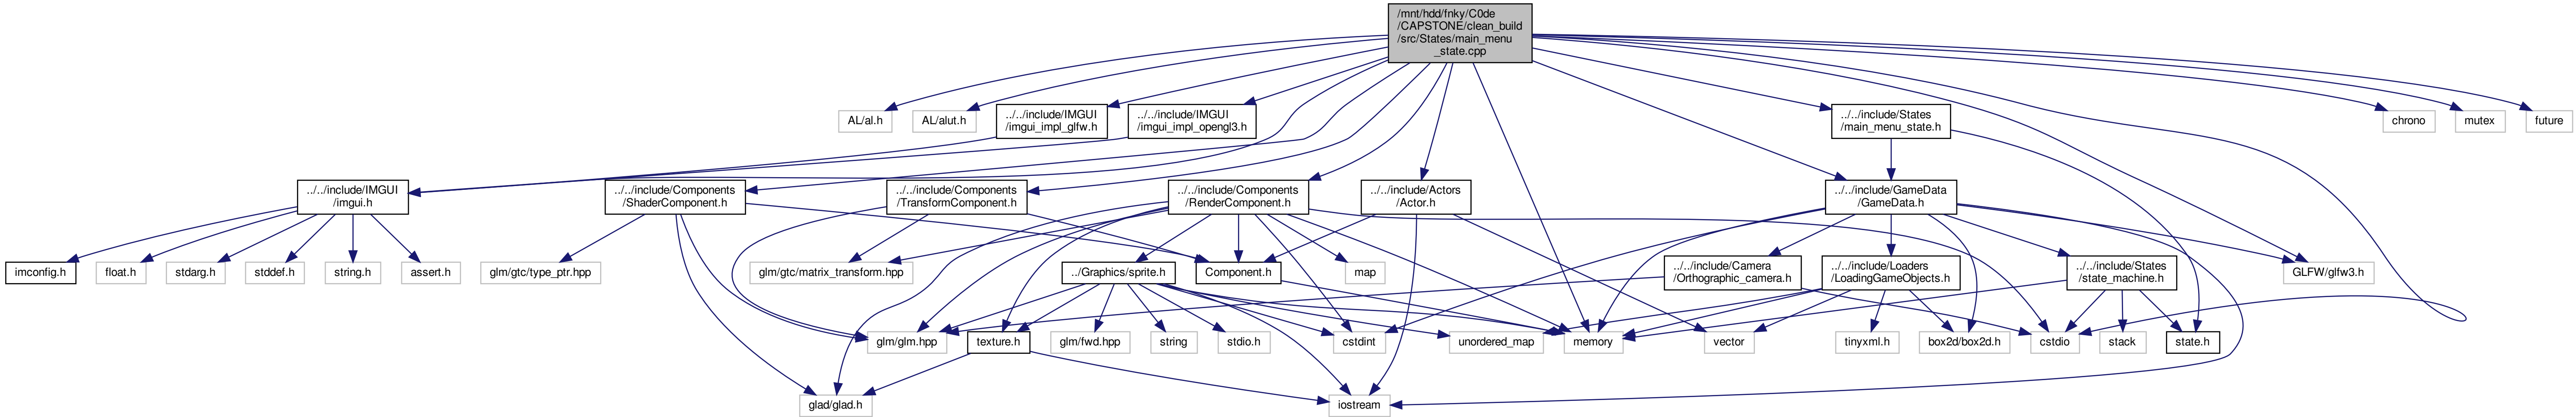 /mnt/hdd/fnky/C0de
/CAPSTONE/clean_build
/src/States/main_menu
_state.cpp
AL/al.h
AL/alut.h
../../include/IMGUI
/imgui_impl_glfw.h
../../include/IMGUI
/imgui_impl_opengl3.h
../../include/States
/main_menu_state.h
chrono
mutex
future
../../include/IMGUI
/imgui.h
../../include/Components
/ShaderComponent.h
../../include/Components
/TransformComponent.h
../../include/Components
/RenderComponent.h
../../include/Actors
/Actor.h
../../include/GameData
/GameData.h
imconfig.h
float.h
stdarg.h
stddef.h
string.h
assert.h
glm/gtc/type_ptr.hpp
glm/gtc/matrix_transform.hpp
../Graphics/sprite.h
Component.h
map
../../include/Camera
/Orthographic_camera.h
../../include/Loaders
/LoadingGameObjects.h
../../include/States
/state_machine.h
GLFW/glfw3.h
glm/glm.hpp
texture.h
glm/fwd.hpp
string
stdio.h
cstdint
unordered_map
memory
vector
tinyxml.h
box2d/box2d.h
cstdio
stack
state.h
glad/glad.h
iostream